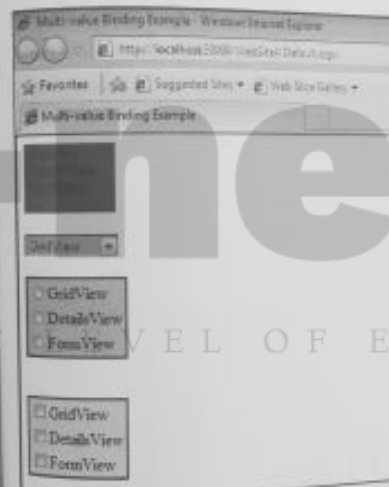 Multi-value Binding Example - Windows Internet Explorer
Favorites Suggested Sites Web Slice Gallery
Multi-value Binding Example
GridView
GridView
DetailsView
FormView
GridView
DetailsView
FormView
ne
VEL OF E